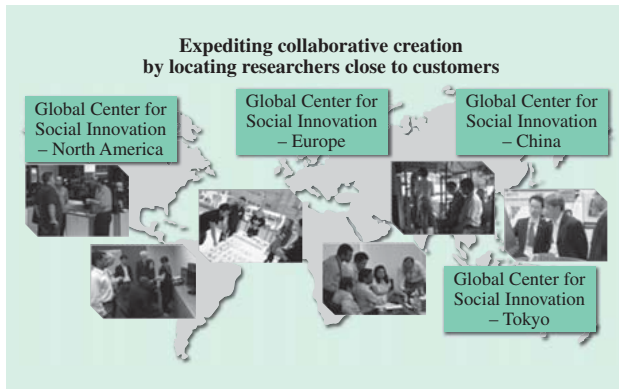 Expediting collaborative creation
by locating researchers close to customers
Global Center for
Social Innovation
– North America
Global Center for
Social Innovation
– Europe
Global Center for
Social Innovation
– China
Global Center for
Social Innovation
– Tokyo